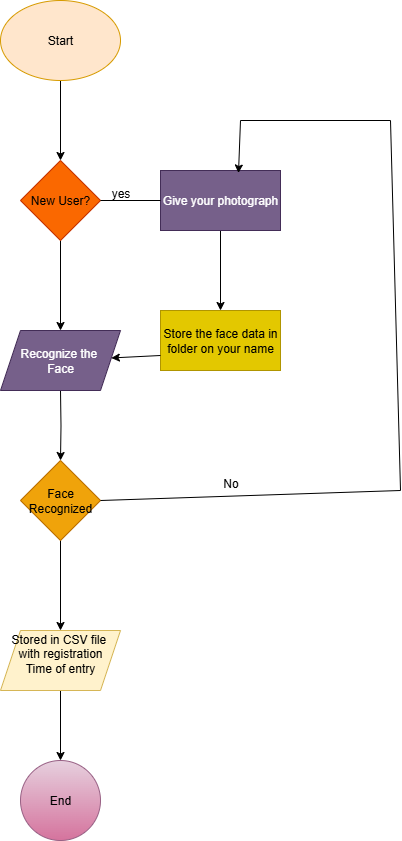 Start
New User?
yes
Give your photograph
Store the face data in
folder on your name
Recognize the
Face
No
Face
Recognized
Stored in CSV file
with registration
Time of entry
End